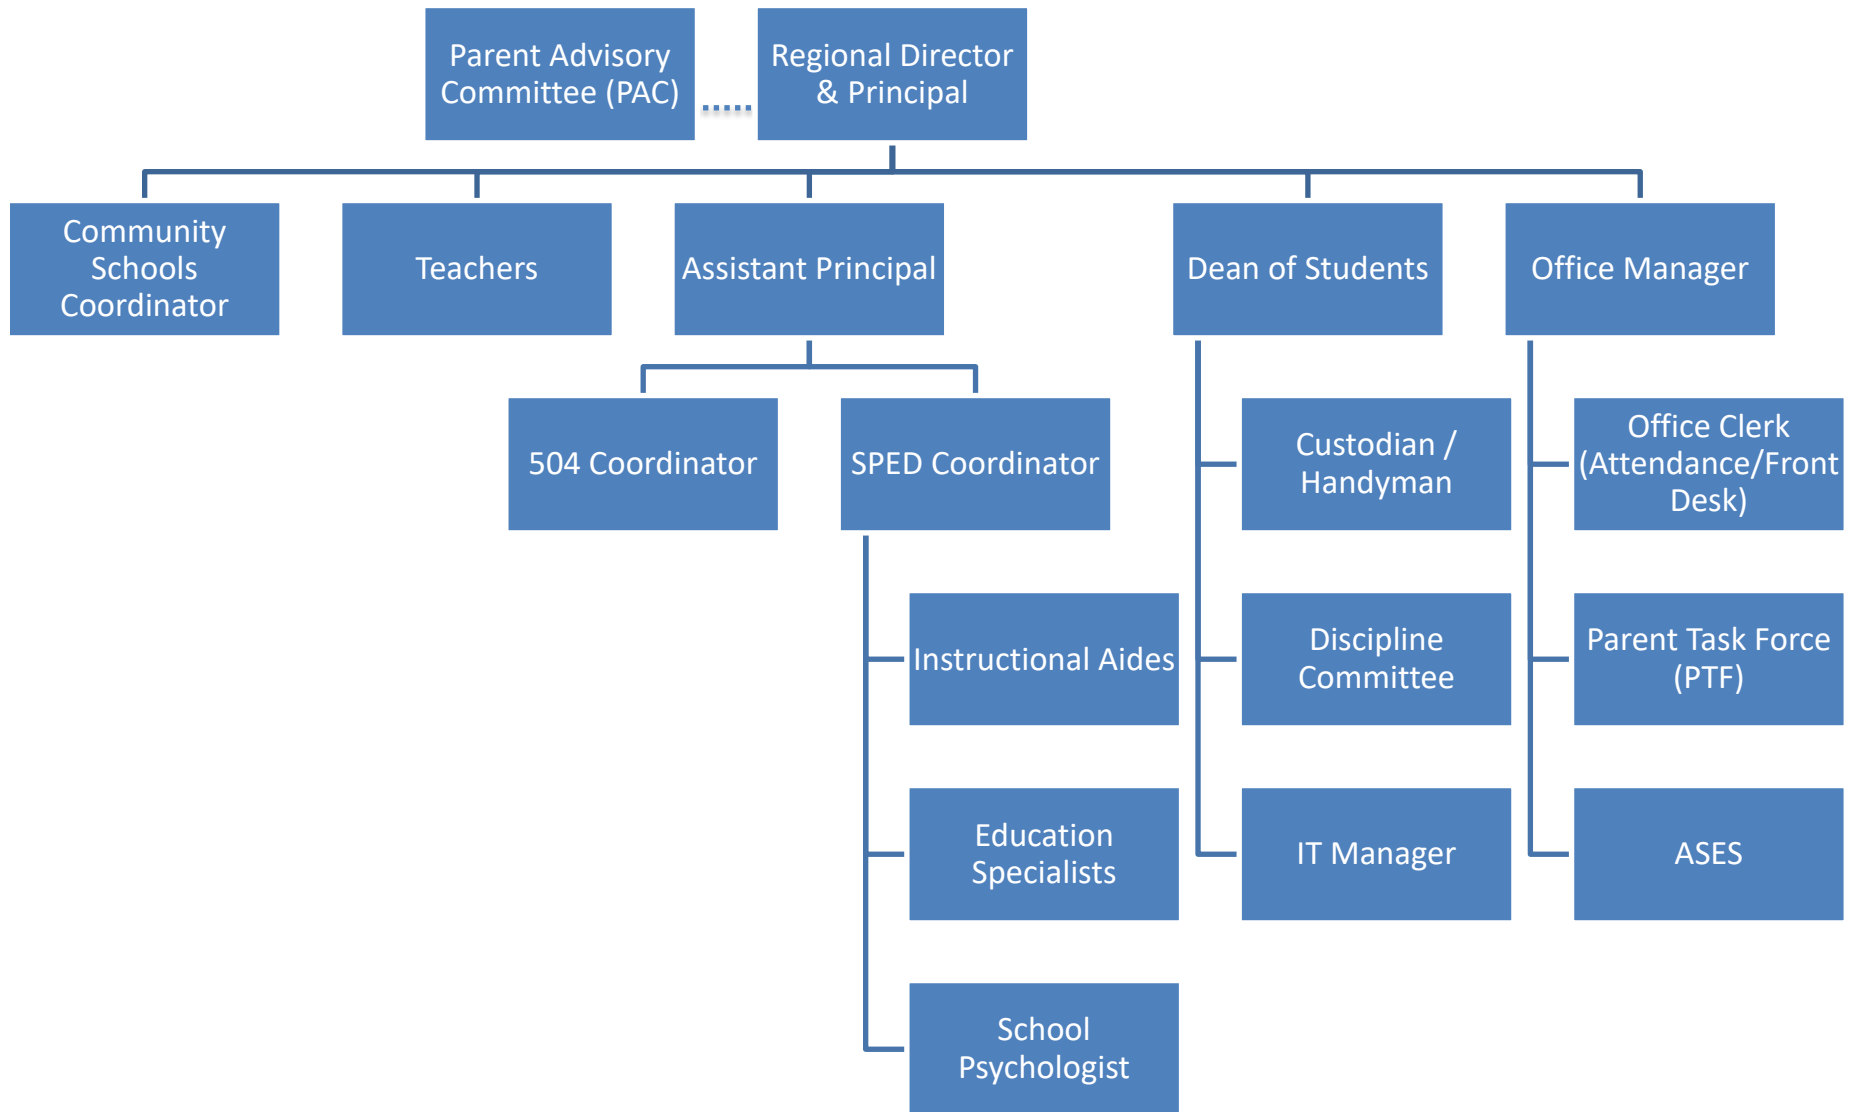 Parent Advisory
Committee (PAC)
Regional Director
& Principal
Community
Schools
Coordinator
Teachers
Assistant Principal
Dean of Students
Office Manager
504 Coordinator
SPED Coordinator
Custodian /
Handyman
Office Clerk
(Attendance/Front
Desk)
Instructional Aides
Discipline
Committee
Parent Task Force
(PTF)
Education
Specialists
IT Manager
ASES
School
Psychologist